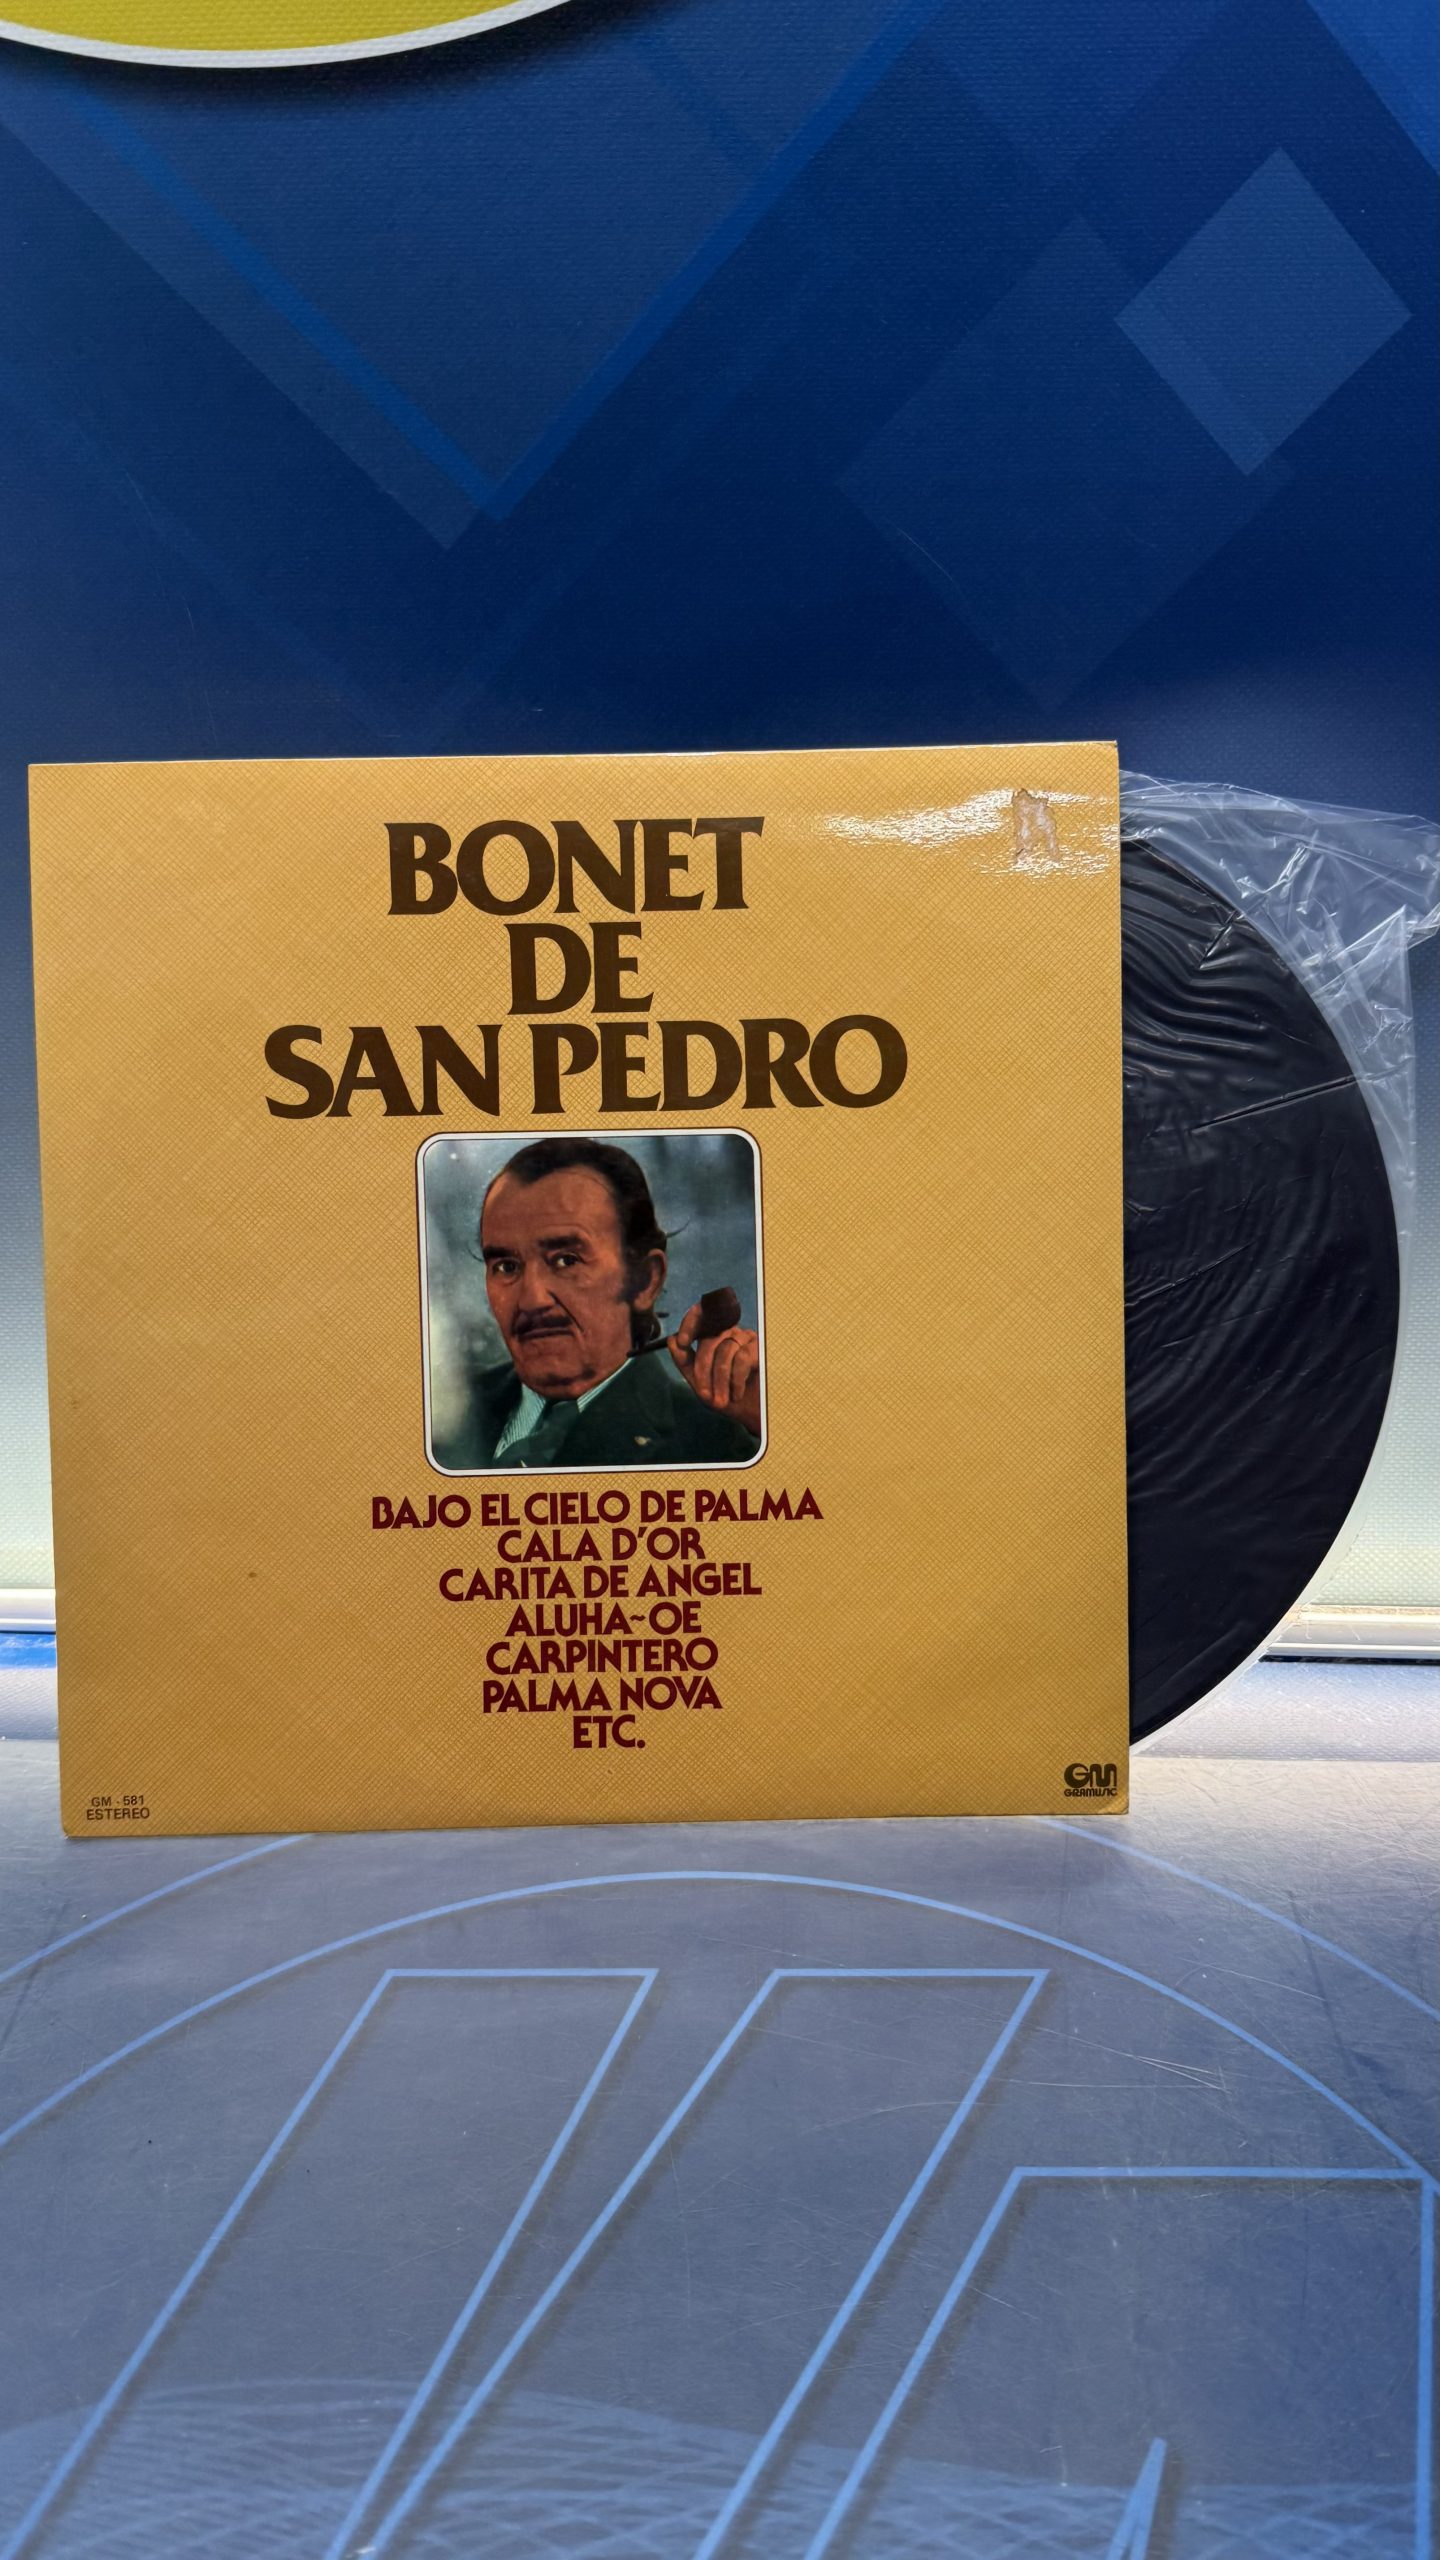 BONET
DE
SAN PEDRO
BAJO EL CIELO DE PALMA
CALA D'OR
CARITA DE ANGEL
ALUHA~OE
CARPINTERO
PALMA NOVA
ETC.
GM - 581
ESTEREO
GM
GRAMUSIC